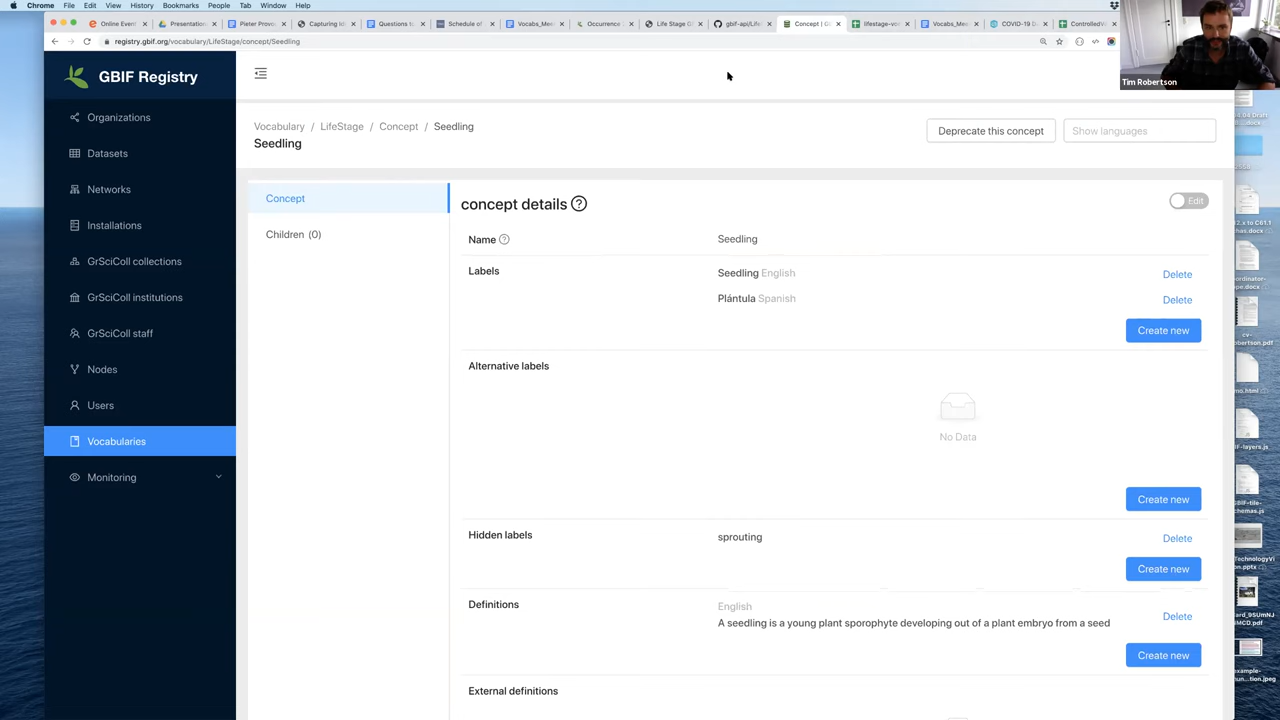 Chrome File Edit View History Bookmarks People Tab Window Help
Online Event Presentation Pieter Provo Capturing Id Questions to Schedule of Vocabs_Mee Occurrence Life Stage G gbif-api/Life Concept | G lifestage-vo Vocabs_Mee COVID-19 D ControlledV
registry.gbif.org/vocabulary/LifeStage/concept/Seedling
Tim Robertson
GBIF Registry
Organizations
Datasets
Networks
Installations
GrSciColl collections
GrSciColl institutions
GrSciColl staff
Nodes
Users
Vocabularies
Monitoring
Vocabulary / LifeStage / Concept / Seedling
Seedling
Deprecate this concept
Show languages
Concept
Children (0)
concept details ?
Edit
Name ? Seedling
Labels Seedling English Delete
Plántula Spanish Delete
Create new
Alternative labels
No Data
Create new
Hidden labels sprouting Delete
Create new
Definitions English
A seedling is a young plant sporophyte developing out of a plant embryo from a seed Delete
Create new
External definitions